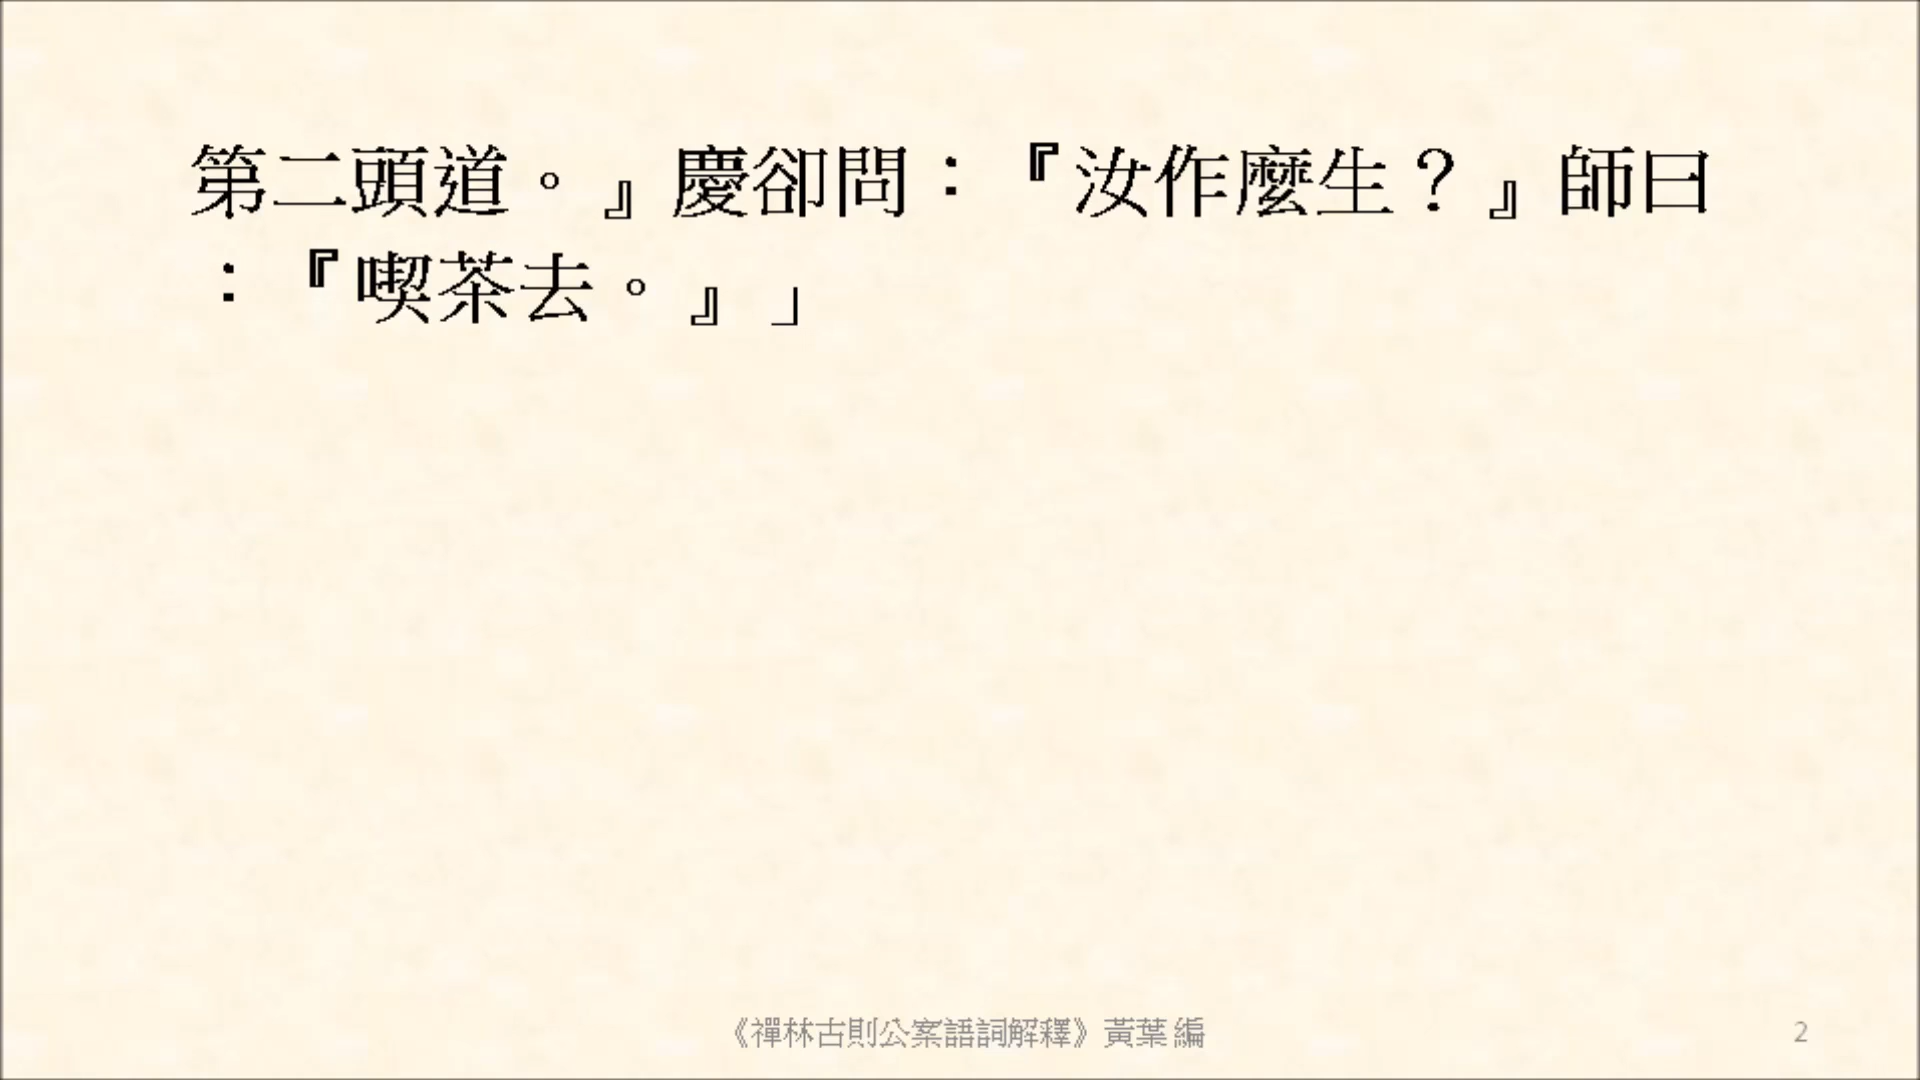 第二頭道。』慶卻問：『汝作麼生？』師曰
：『喫茶去。』」
《禪林古則公案語詞解釋》黃葉 編
2